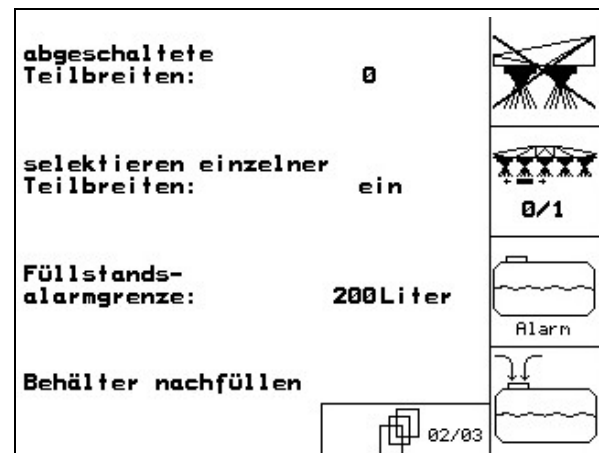 abgeschaltete
Teilbreiten: 0
selektieren einzelner
Teilbreiten: ein
0/1
Füllstands-
alarmgrenze: 200Liter
Alarm
Behälter nachfüllen
02/03